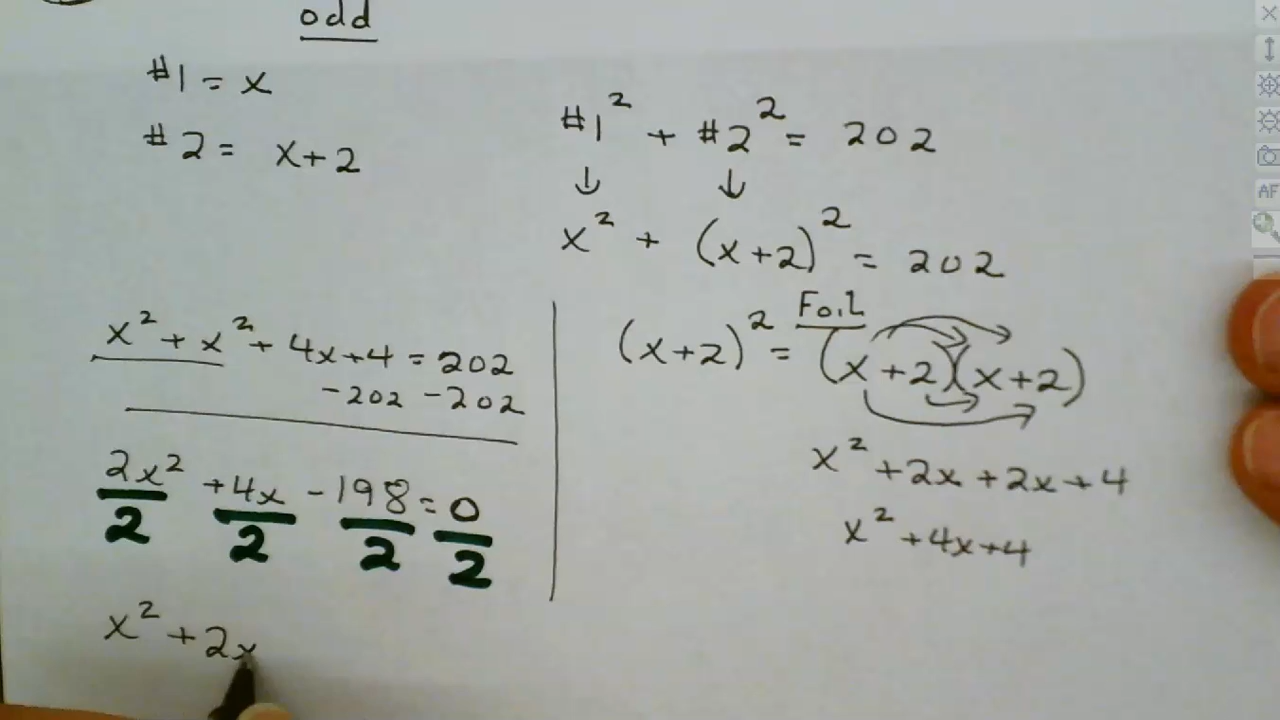 odd
#1 = x
#2 = x+2
#1² + #2² = 202
↓ ↓
x² + (x+2)² = 202
x² + x² + 4x+4 = 202
-202 -202
2x² +4x -198 = 0
2 2 2 2
x² +2x
Foil
(x+2)² = (x+2)(x+2)
x² +2x +2x +4
x² +4x+4
AF